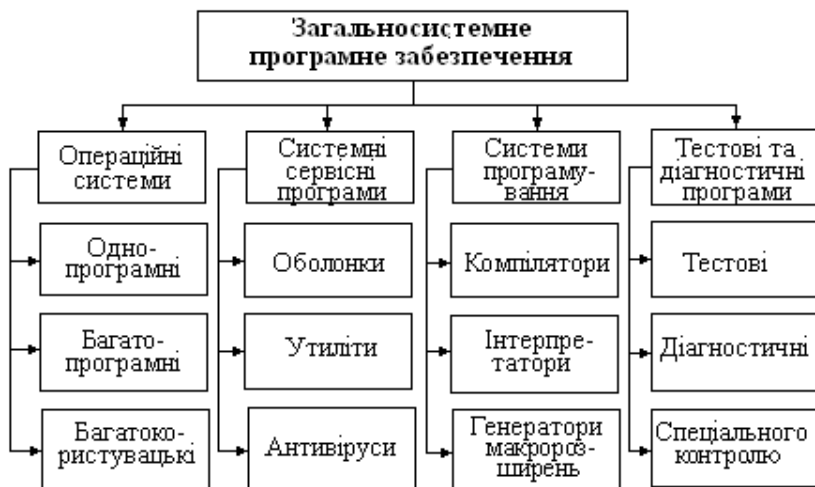 Загальносистемне
програмне забезпечення
Операційні
системи
Системні
сервісні
програми
Системи
програму-
вання
Тестові та
діагностичні
програми
Одно-
програмні
Оболонки
Компілятори
Тестові
Багато-
програмні
Утиліти
Інтерпре-
татори
Діагностичні
Багатоко-
ристувацькі
Антивіруси
Генератори
макророз-
ширень
Спеціального
контролю